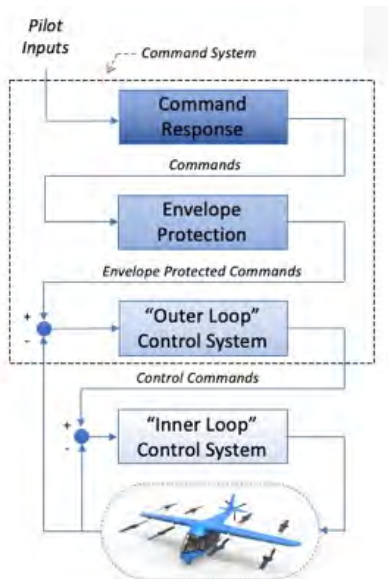 Pilot
Inputs
Command System
Command
Response
Commands
Envelope
Protection
Envelope Protected Commands
+
-
“Outer Loop”
Control System
Control Commands
+
-
“Inner Loop”
Control System